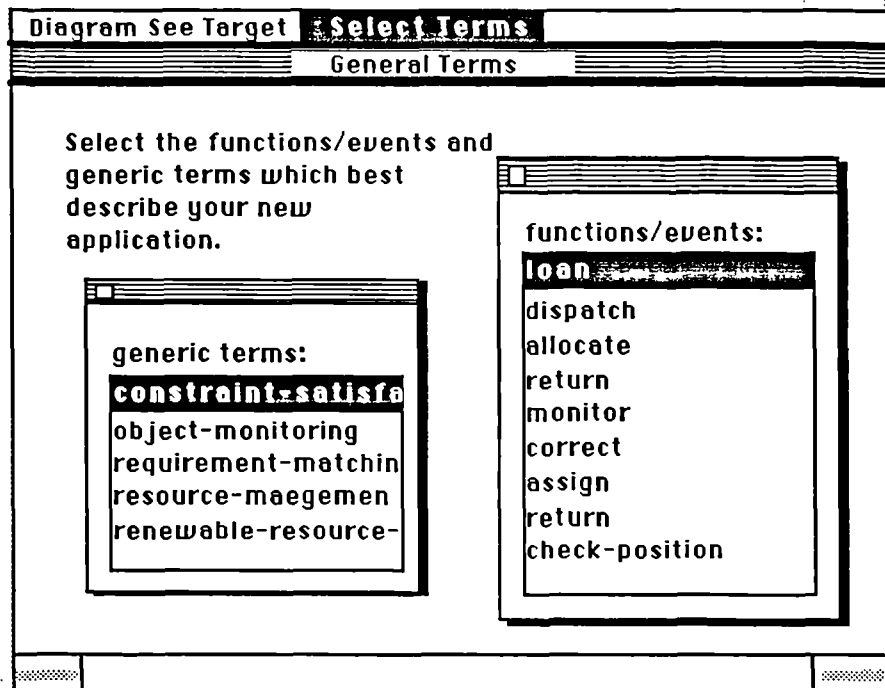 Diagram See Target Select Terms
General Terms
Select the functions/events and
generic terms which best
describe your new
application.
generic terms:
constraint-satisfa
object-monitoring
requirement-matchin
resource-maegemen
renewable-resource-
functions/events:
loan
dispatch
allocate
return
monitor
correct
assign
return
check-position